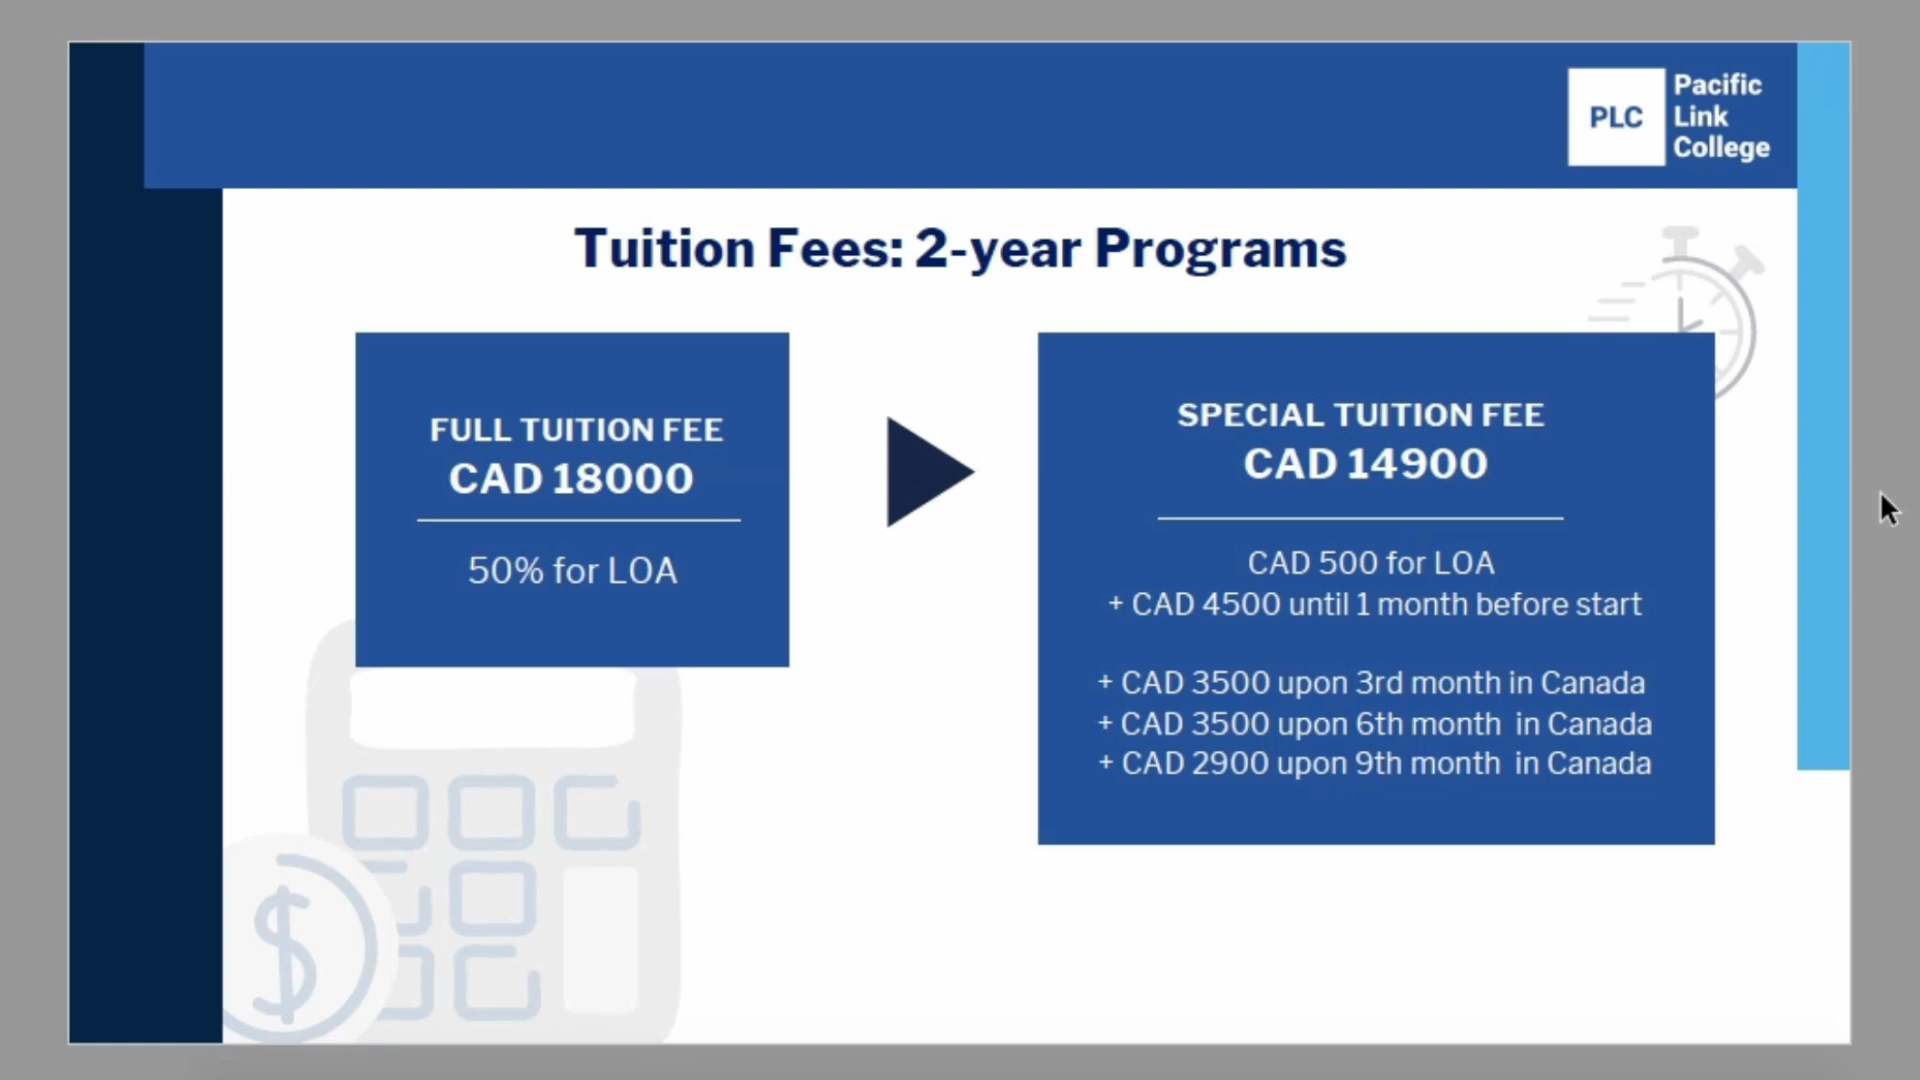 PLC
Pacific
Link
College
Tuition Fees: 2-year Programs
FULL TUITION FEE
CAD 18000
50% for LOA
SPECIAL TUITION FEE
CAD 14900
CAD 500 for LOA
+ CAD 4500 until 1 month before start
+ CAD 3500 upon 3rd month in Canada
+ CAD 3500 upon 6th month in Canada
+ CAD 2900 upon 9th month in Canada
$